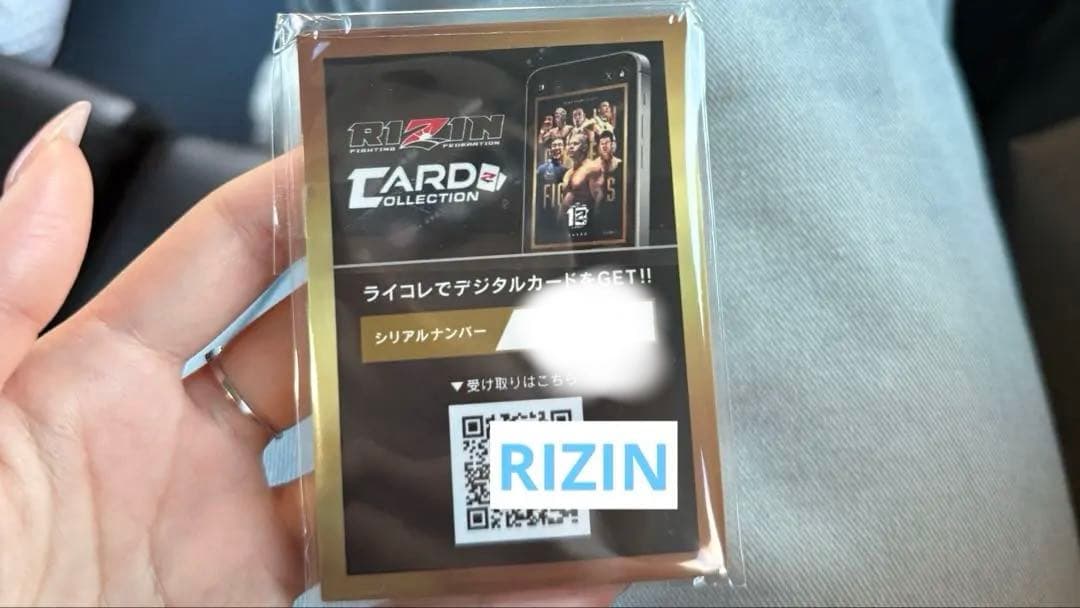 RIZIN
FIGHTING FEDERATION
CARD
COLLECTION
ライコレでデジタルカードをGET!!
シリアルナンバー
▼受け取りはこちら
RIZIN